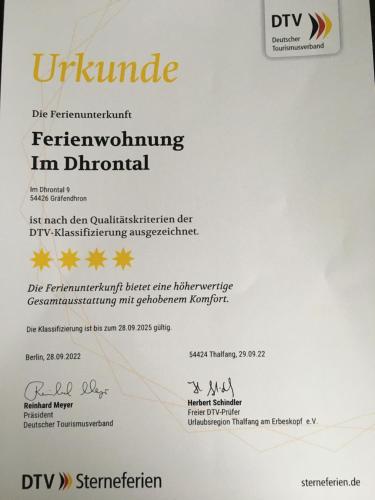 DTV
Deutscher
Tourismusverband
Urkunde
Die Ferienunterkunft
Ferienwohnung
Im Dhrontal
Im Dhrontal 9
54426 Gräfendhron
ist nach den Qualitätskriterien der
DTV-Klassifizierung ausgezeichnet.
Die Ferienunterkunft bietet eine höherwertige
Gesamtausstattung mit gehobenem Komfort.
Die Klassifizierung ist bis zum 28.09.2025 gültig.
Berlin, 28.09.2022
54424 Thalfang, 29.09.22
Reinhard Meyer
Präsident
Deutscher Tourismusverband
Herbert Schindler
Freier DTV-Prüfer
Urlaubsregion Thalfang am Erbeskopf e.V.
DTV Sterneferien
sterneferien.de